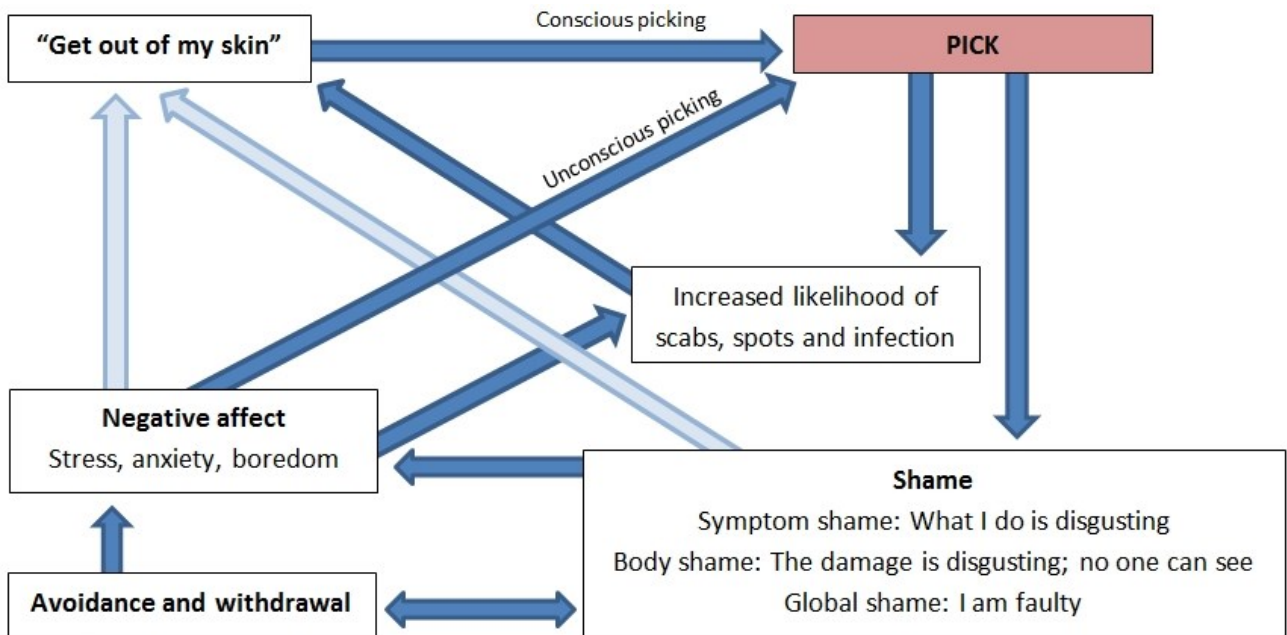 Conscious picking
“Get out of my skin”
PICK
Unconscious picking
Increased likelihood of
scabs, spots and infection
Negative affect
Stress, anxiety, boredom
Shame
Symptom shame: What I do is disgusting
Body shame: The damage is disgusting; no one can see
Global shame: I am faulty
Avoidance and withdrawal